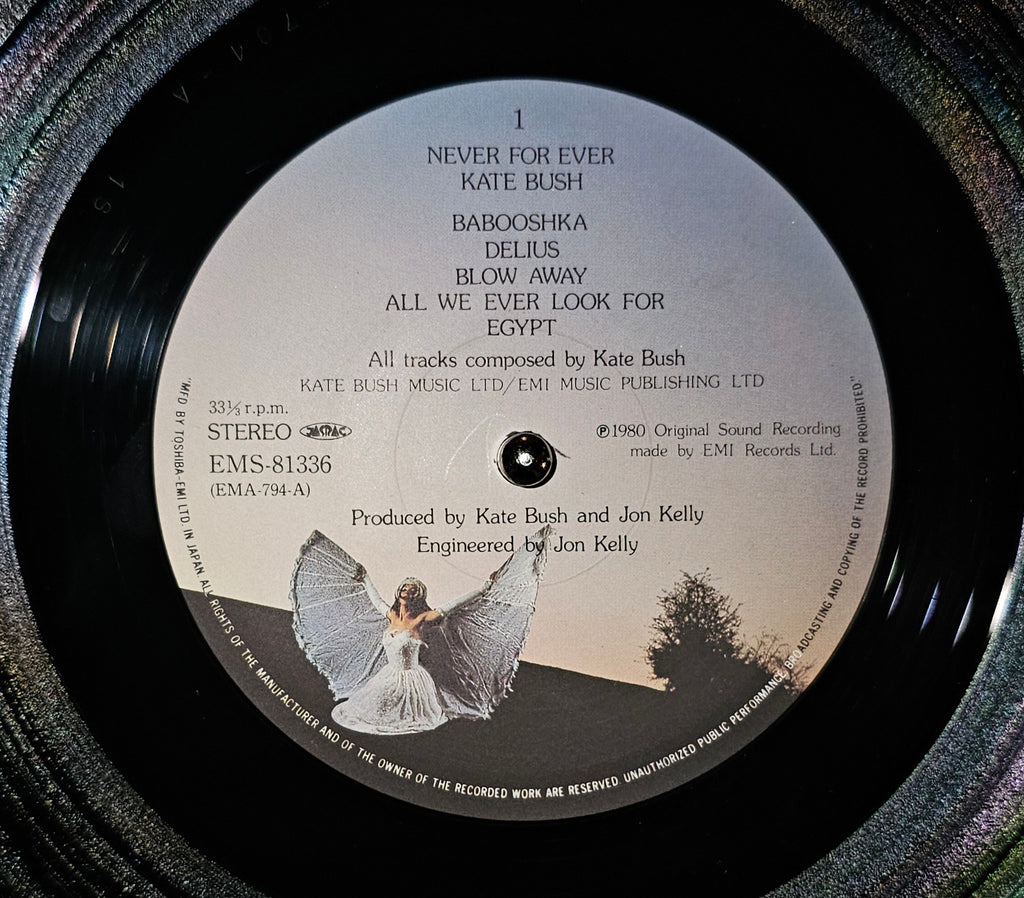 1
NEVER FOR EVER
KATE BUSH
BABOOSHKA
DELIUS
BLOW AWAY
ALL WE EVER LOOK FOR
EGYPT
All tracks composed by Kate Bush
KATE BUSH MUSIC LTD/EMI MUSIC PUBLISHING LTD
33⅓ r.p.m.
STEREO JASRAC
EMS-81336
(EMA-794-A)
℗1980 Original Sound Recording
made by EMI Records Ltd.
Produced by Kate Bush and Jon Kelly
Engineered by Jon Kelly
"MFD BY TOSHIBA-EMI LTD. IN JAPAN. ALL RIGHTS OF THE MANUFACTURER AND OF THE OWNER OF THE RECORDED WORK ARE RESERVED. UNAUTHORIZED PUBLIC PERFORMANCE BROADCASTING AND COPYING OF THE RECORD PROHIBITED."